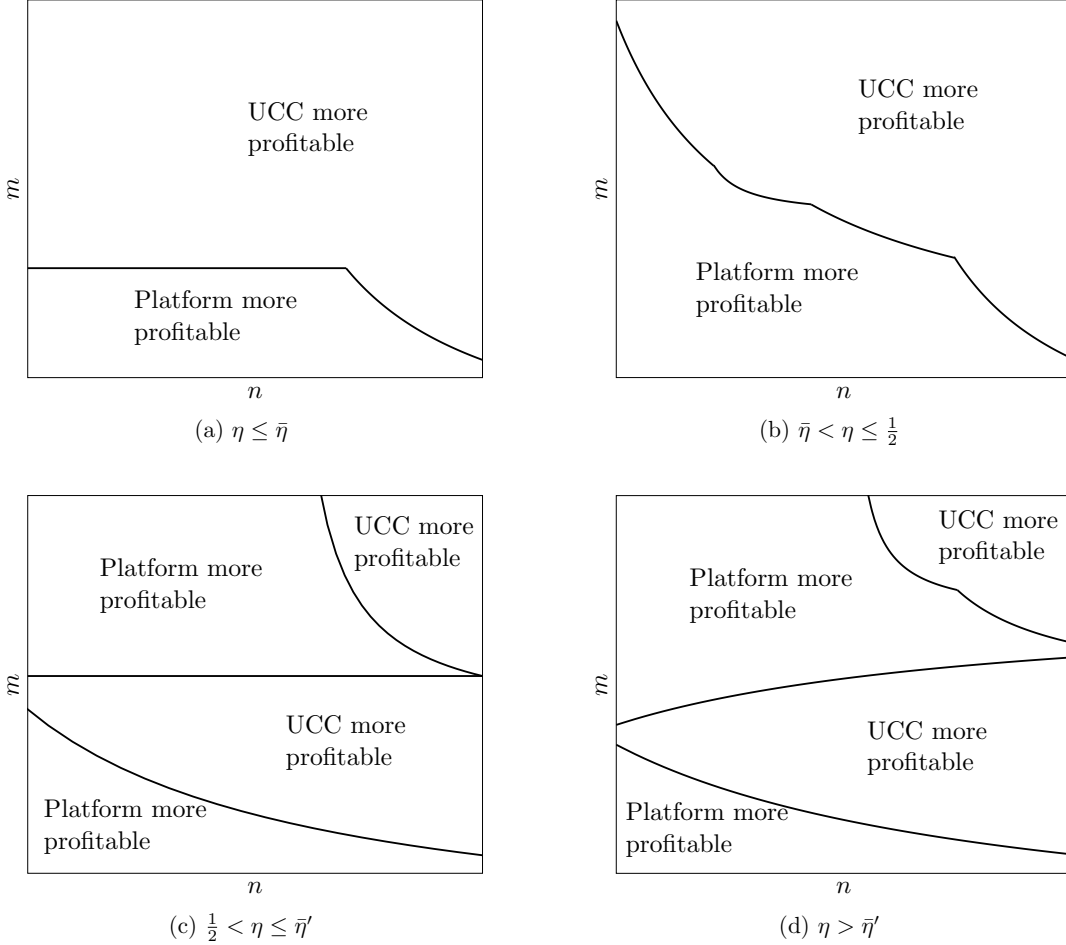 UCC more
profitable
m
Platform more
profitable
n
(a) η ≤ η̄
UCC more
profitable
m
Platform more
profitable
n
(b) η̄ < η ≤ 1/2
UCC more
profitable
Platform more
profitable
m
UCC more
profitable
Platform more
profitable
n
(c) 1/2 < η ≤ η̄′
UCC more
profitable
Platform more
profitable
m
UCC more
profitable
Platform more
profitable
n
(d) η > η̄′